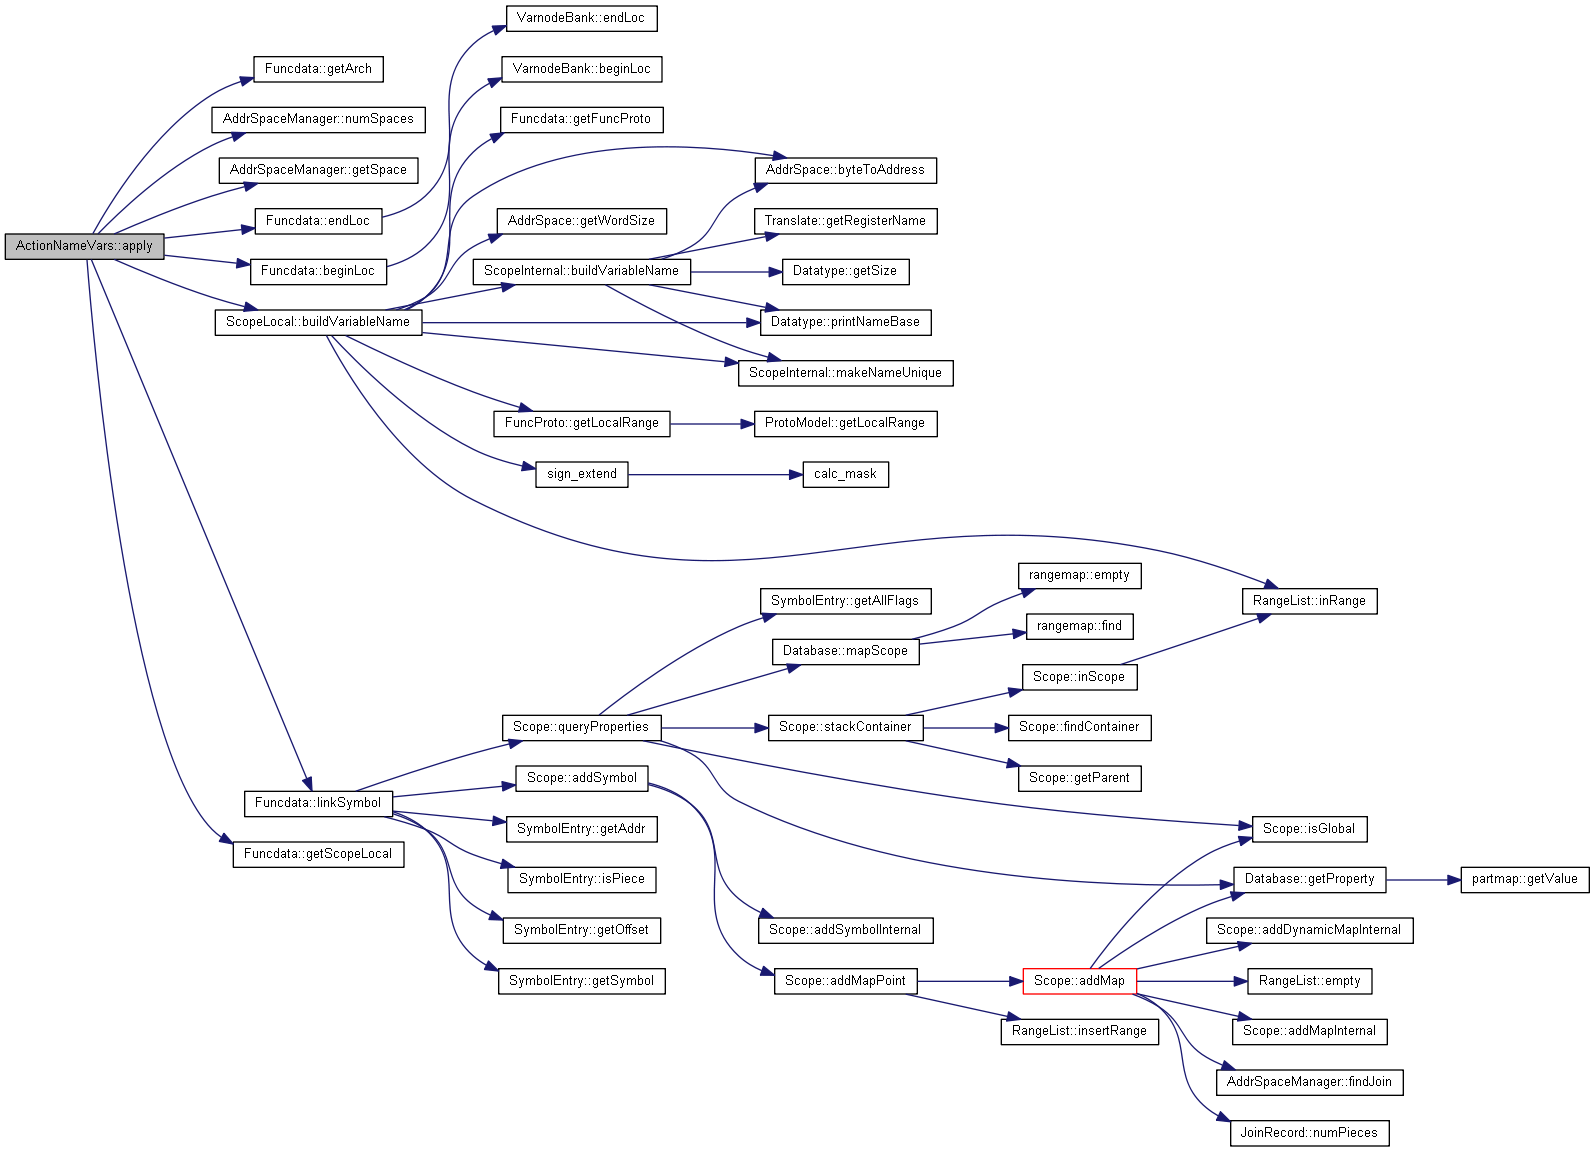 VarnodeBank::endLoc
Funcdata::getArch
VarnodeBank::beginLoc
AddrSpaceManager::numSpaces
Funcdata::getFuncProto
AddrSpaceManager::getSpace
AddrSpace::byteToAddress
Funcdata::endLoc
AddrSpace::getWordSize
Translate::getRegisterName
ActionNameVars::apply
Funcdata::beginLoc
ScopeInternal::buildVariableName
Datatype::getSize
ScopeLocal::buildVariableName
Datatype::printNameBase
ScopeInternal::makeNameUnique
FuncProto::getLocalRange
ProtoModel::getLocalRange
sign_extend
calc_mask
rangemap::empty
SymbolEntry::getAllFlags
RangeList::inRange
rangemap::find
Database::mapScope
Scope::inScope
Scope::queryProperties
Scope::stackContainer
Scope::findContainer
Scope::addSymbol
Scope::getParent
Funcdata::linkSymbol
SymbolEntry::getAddr
Scope::isGlobal
Funcdata::getScopeLocal
SymbolEntry::isPiece
Database::getProperty
partmap::getValue
SymbolEntry::getOffset
Scope::addSymbolInternal
Scope::addDynamicMapInternal
SymbolEntry::getSymbol
Scope::addMapPoint
Scope::addMap
RangeList::empty
RangeList::insertRange
Scope::addMapInternal
AddrSpaceManager::findJoin
JoinRecord::numPieces